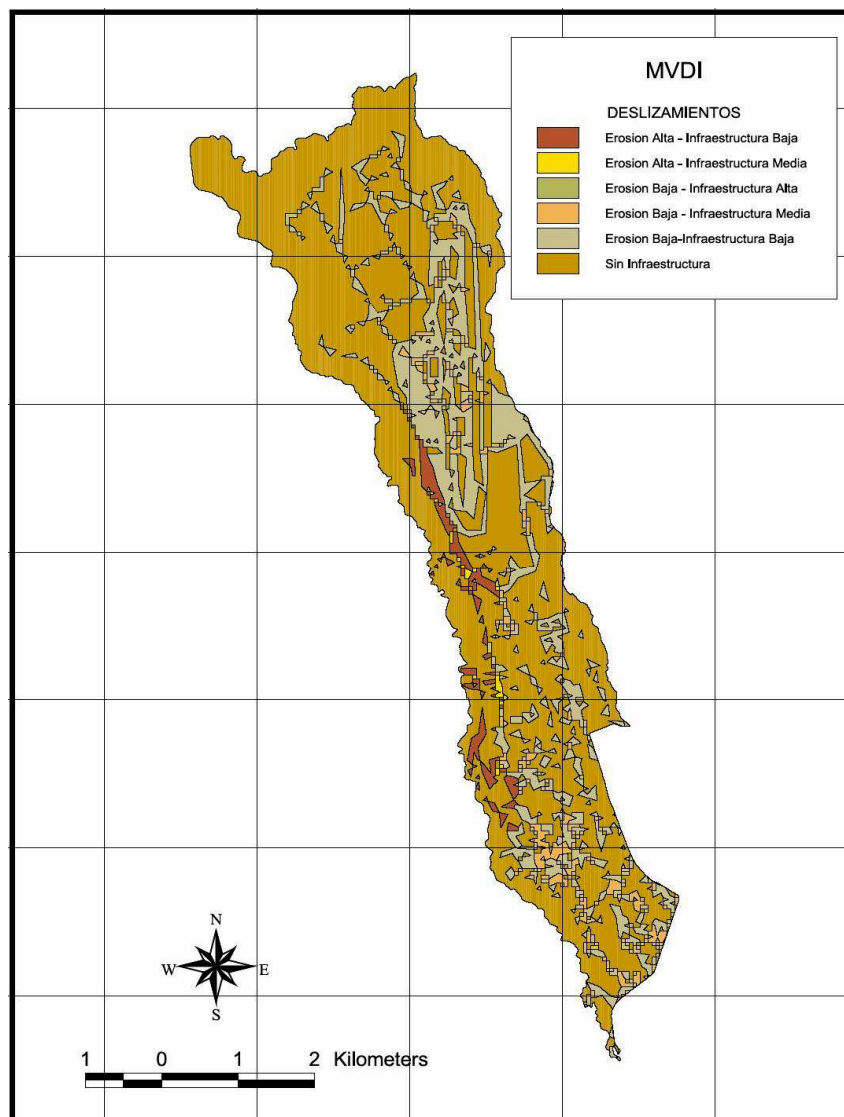 MVDI
DESLIZAMIENTOS
Erosion Alta - Infraestructura Baja
Erosion Alta - Infraestructura Media
Erosion Baja - Infraestructura Alta
Erosion Baja - Infraestructura Media
Erosion Baja-Infraestructura Baja
Sin Infraestructura
N
W E
S
1 0 1 2 Kilometers